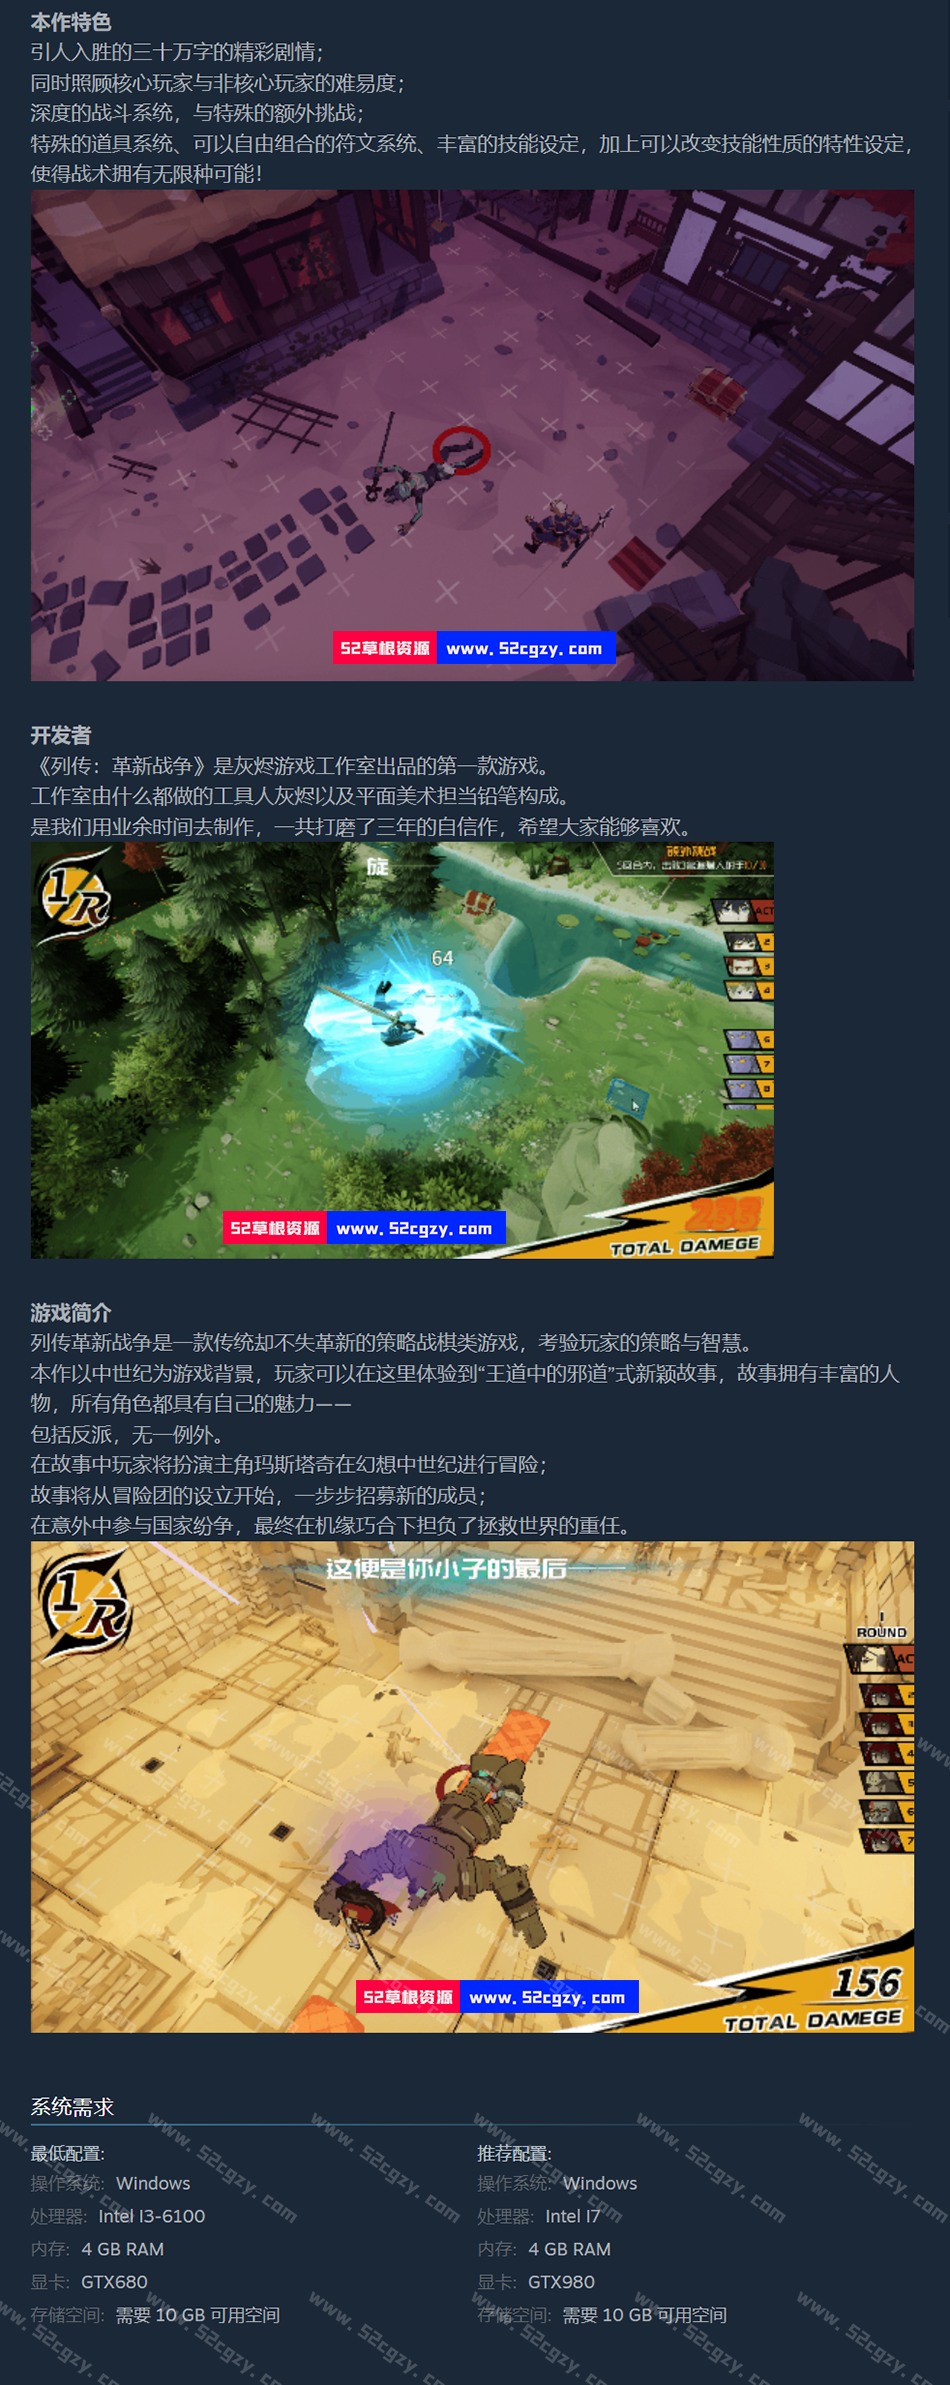 本作特色
引人入胜的三十万字的精彩剧情；
同时照顾核心玩家与非核心玩家的难易度；
深度的战斗系统，与特殊的额外挑战；
特殊的道具系统、可以自由组合的符文系统、丰富的技能设定，加上可以改变技能性质的特性设定，
使得战术拥有无限种可能！
52草根资源 www.52cgzy.com
开发者
《列传：革新战争》是灰烬游戏工作室出品的第一款游戏。
工作室由什么都做的工具人灰烬以及平面美术担当铅笔构成。
是我们用业余时间去制作，一共打磨了三年的自信作，希望大家能够喜欢。
1R
旋
额外挑战
ACT
64
2
3
4
6
7
8
233
TOTAL DAMEGE
52草根资源 www.52cgzy.com
游戏简介
列传革新战争是一款传统却不失革新的策略战棋类游戏，考验玩家的策略与智慧。
本作以中世纪为游戏背景，玩家可以在这里体验到“王道中的邪道”式新颖故事，故事拥有丰富的人
物，所有角色都具有自己的魅力——
包括反派，无一例外。
在故事中玩家将扮演主角玛斯塔奇在幻想中世纪进行冒险；
故事将从冒险团的设立开始，一步步招募新的成员；
在意外中参与国家纷争，最终在机缘巧合下担负了拯救世界的重任。
1R
这便是你小子的最后——
1
ROUND
AC
4
5
6
7
52草根资源 www.52cgzy.com
156
TOTAL DAMEGE
系统需求
最低配置: 推荐配置:
操作系统: Windows 操作系统: Windows
处理器: Intel I3-6100 处理器: Intel I7
内存: 4 GB RAM 内存: 4 GB RAM
显卡: GTX680 显卡: GTX980
存储空间: 需要 10 GB 可用空间 存储空间: 需要 10 GB 可用空间
www.52cgzy.com